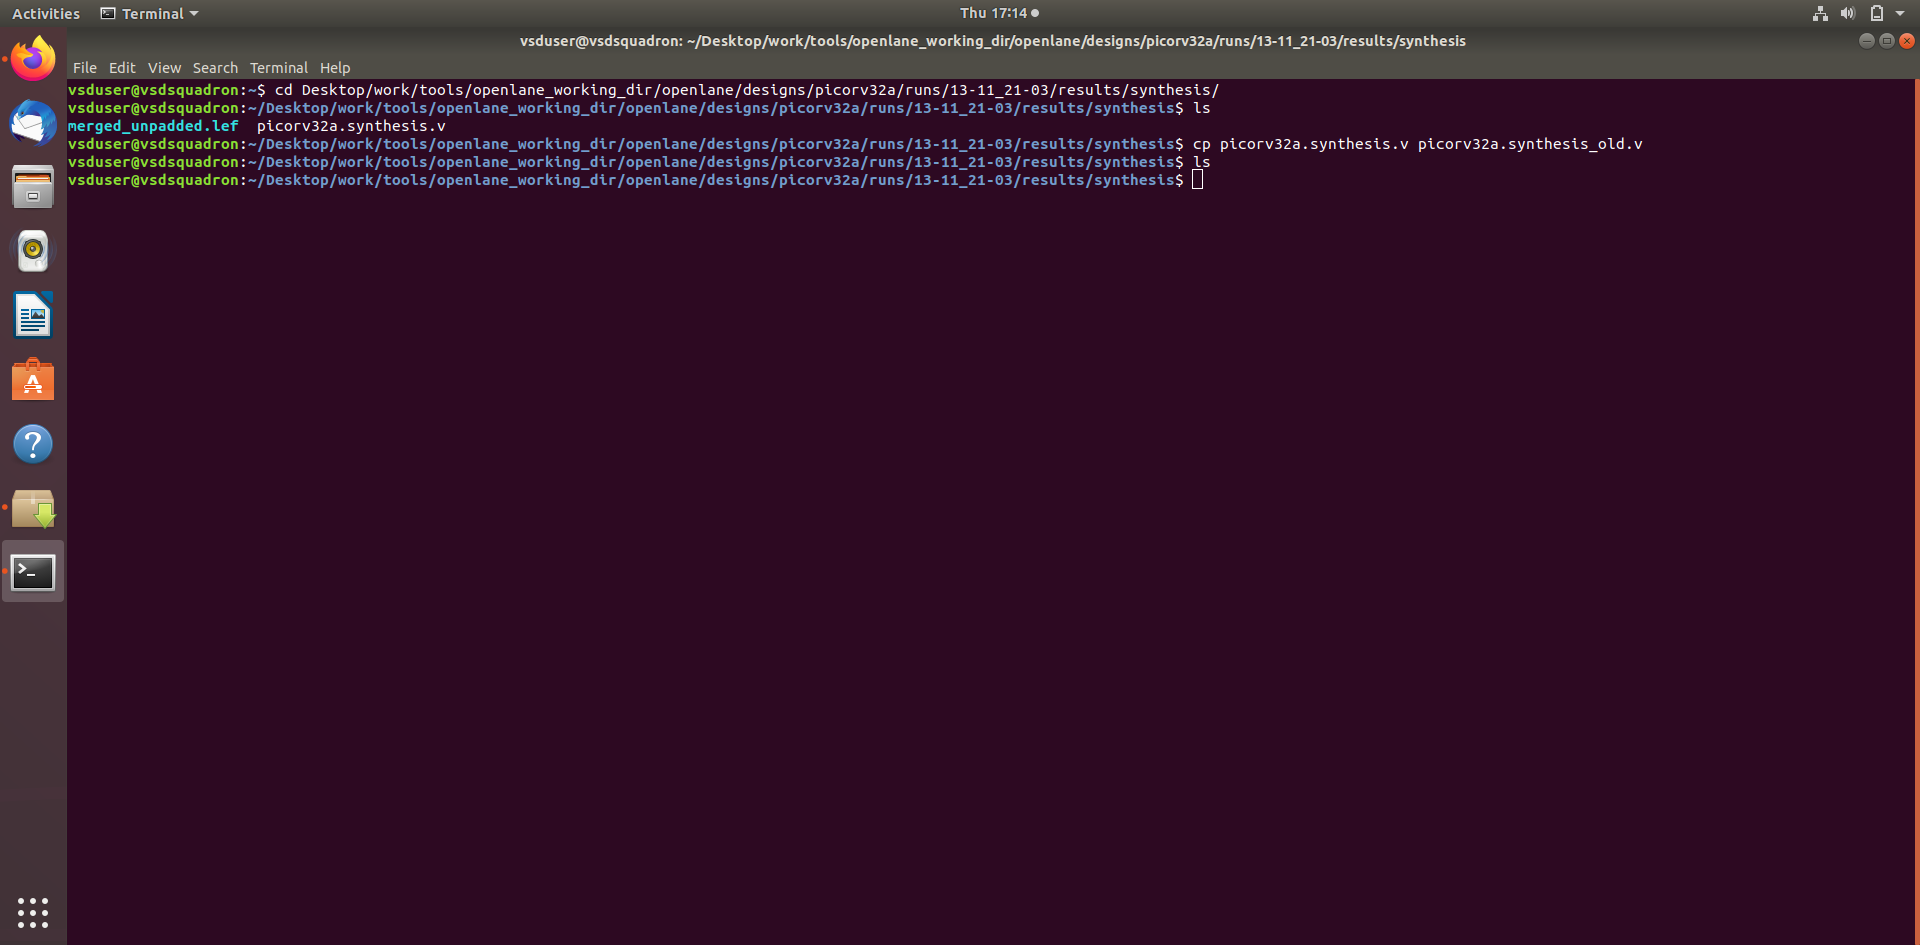 Activities Terminal Thu 17:14
vsduser@vsdsquadron: ~/Desktop/work/tools/openlane_working_dir/openlane/designs/picorv32a/runs/13-11_21-03/results/synthesis
File Edit View Search Terminal Help
vsduser@vsdsquadron:~$ cd Desktop/work/tools/openlane_working_dir/openlane/designs/picorv32a/runs/13-11_21-03/results/synthesis/
vsduser@vsdsquadron:~/Desktop/work/tools/openlane_working_dir/openlane/designs/picorv32a/runs/13-11_21-03/results/synthesis$ ls
merged_unpadded.lef  picorv32a.synthesis.v
vsduser@vsdsquadron:~/Desktop/work/tools/openlane_working_dir/openlane/designs/picorv32a/runs/13-11_21-03/results/synthesis$ cp picorv32a.synthesis.v picorv32a.synthesis_old.v
vsduser@vsdsquadron:~/Desktop/work/tools/openlane_working_dir/openlane/designs/picorv32a/runs/13-11_21-03/results/synthesis$ ls
vsduser@vsdsquadron:~/Desktop/work/tools/openlane_working_dir/openlane/designs/picorv32a/runs/13-11_21-03/results/synthesis$